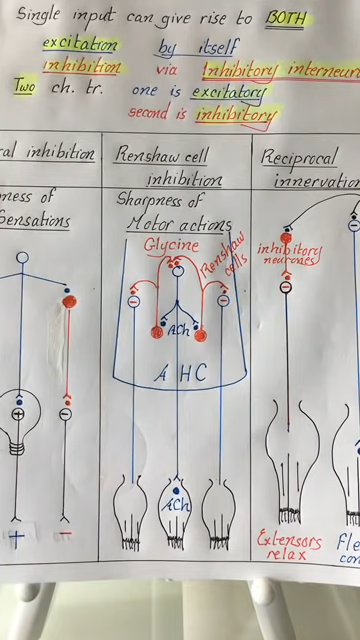 Single input can give rise to BOTH
excitation by itself
inhibition via Inhibitory interneur
Two ch. tr. one is excitatory
second is inhibitory
al inhibition
ness of
Sensations
+
+
−
−
Renshaw cell
inhibition
Sharpness of
Motor actions
Glycine
Renshaw
cells
−
−
ACh
A H C
ACh
Reciprocal
innervation
inhibitory
neurones
−
−
Extensors
relax
Fle
con